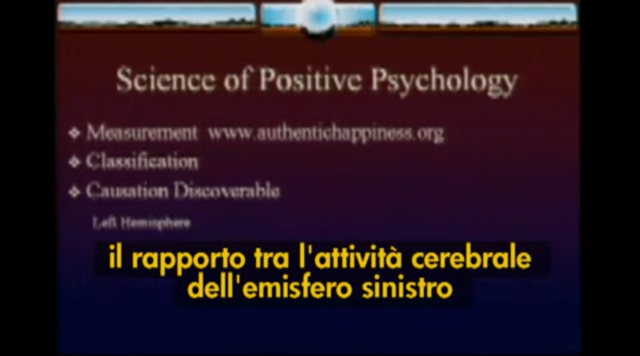 Science of Positive Psychology
❖ Measurement www.authentichappiness.org
❖ Classification
❖ Causation Discoverable
Left Hemisphere
il rapporto tra l'attività cerebrale
dell'emisfero sinistro